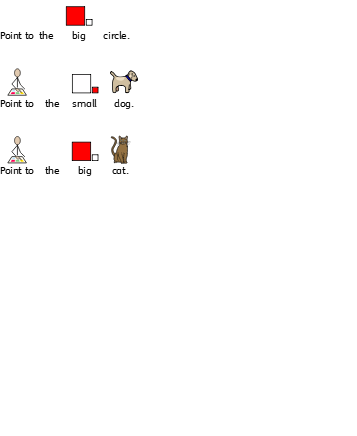 Point to the big circle.
Point to the small dog.
Point to the big cat.